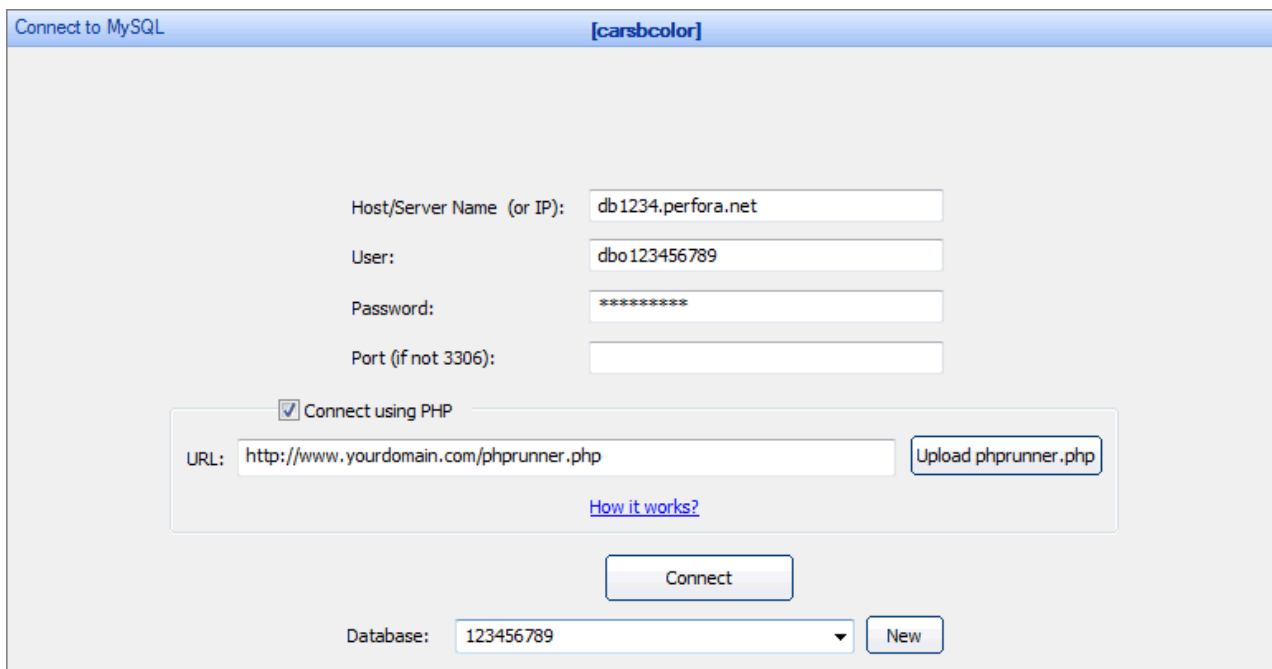 Connect to MySQL [carsbcolor]
Host/Server Name (or IP): db1234.perfora.net
User: dbo123456789
Password: *********
Port (if not 3306):
Connect using PHP
URL: http://www.yourdomain.com/phprunner.php Upload phprunner.php
How it works?
Connect
Database: 123456789 New